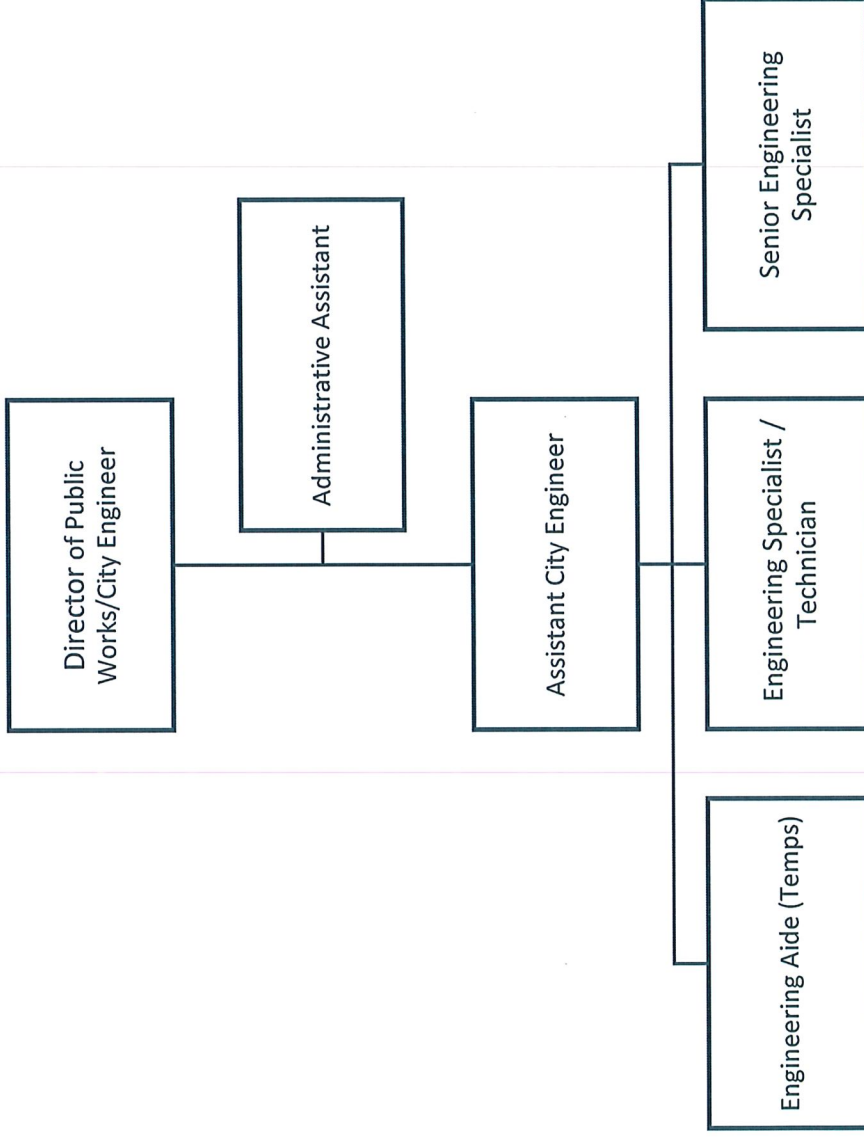 Director of Public
Works/City Engineer
Administrative Assistant
Assistant City Engineer
Engineering Aide (Temps)
Engineering Specialist /
Technician
Senior Engineering
Specialist